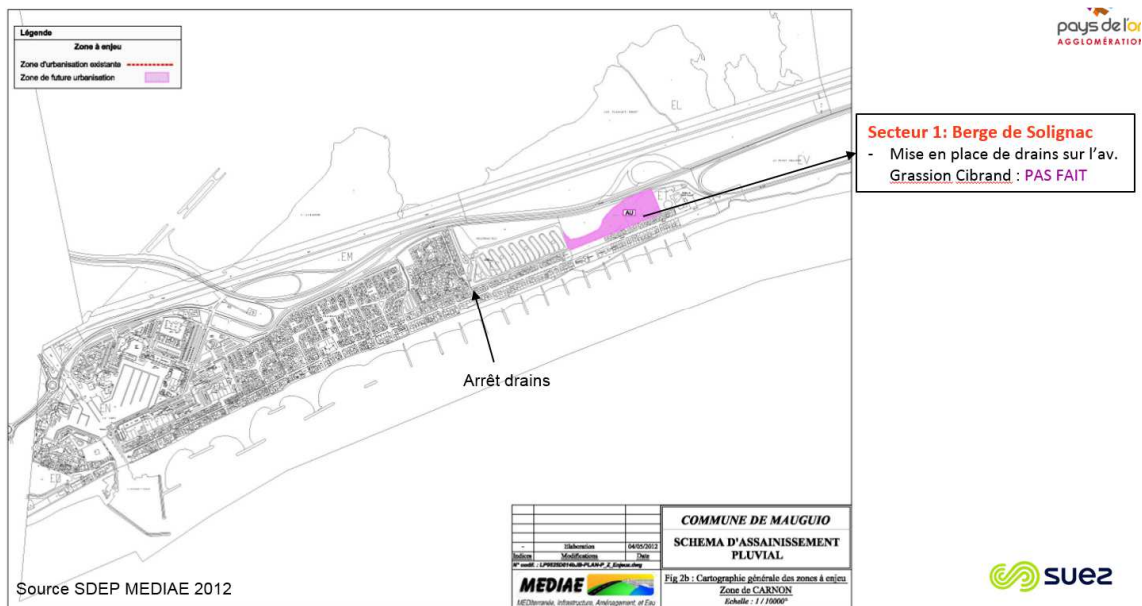 Légende
Zone à enjeu
Zone d'urbanisation existante
Zone de future urbanisation
pays de l'or
AGGLOMÉRATION
Secteur 1: Berge de Solignac
- Mise en place de drains sur l'av.
Grassion Cibrand : PAS FAIT
EL
EV
ET
AU
EM
EN
Arrêt drains
- Elaboration 04/05/2012
Indices Modifications Date
MEDIAE
MEDiterranée, Infrastructure, Aménagement, et Eau
COMMUNE DE MAUGUIO
SCHEMA D'ASSAINISSEMENT
PLUVIAL
Fig 2b : Cartographie générale des zones à enjeu
Zone de CARNON
Echelle : 1 / 10000°
Source SDEP MEDIAE 2012
suez